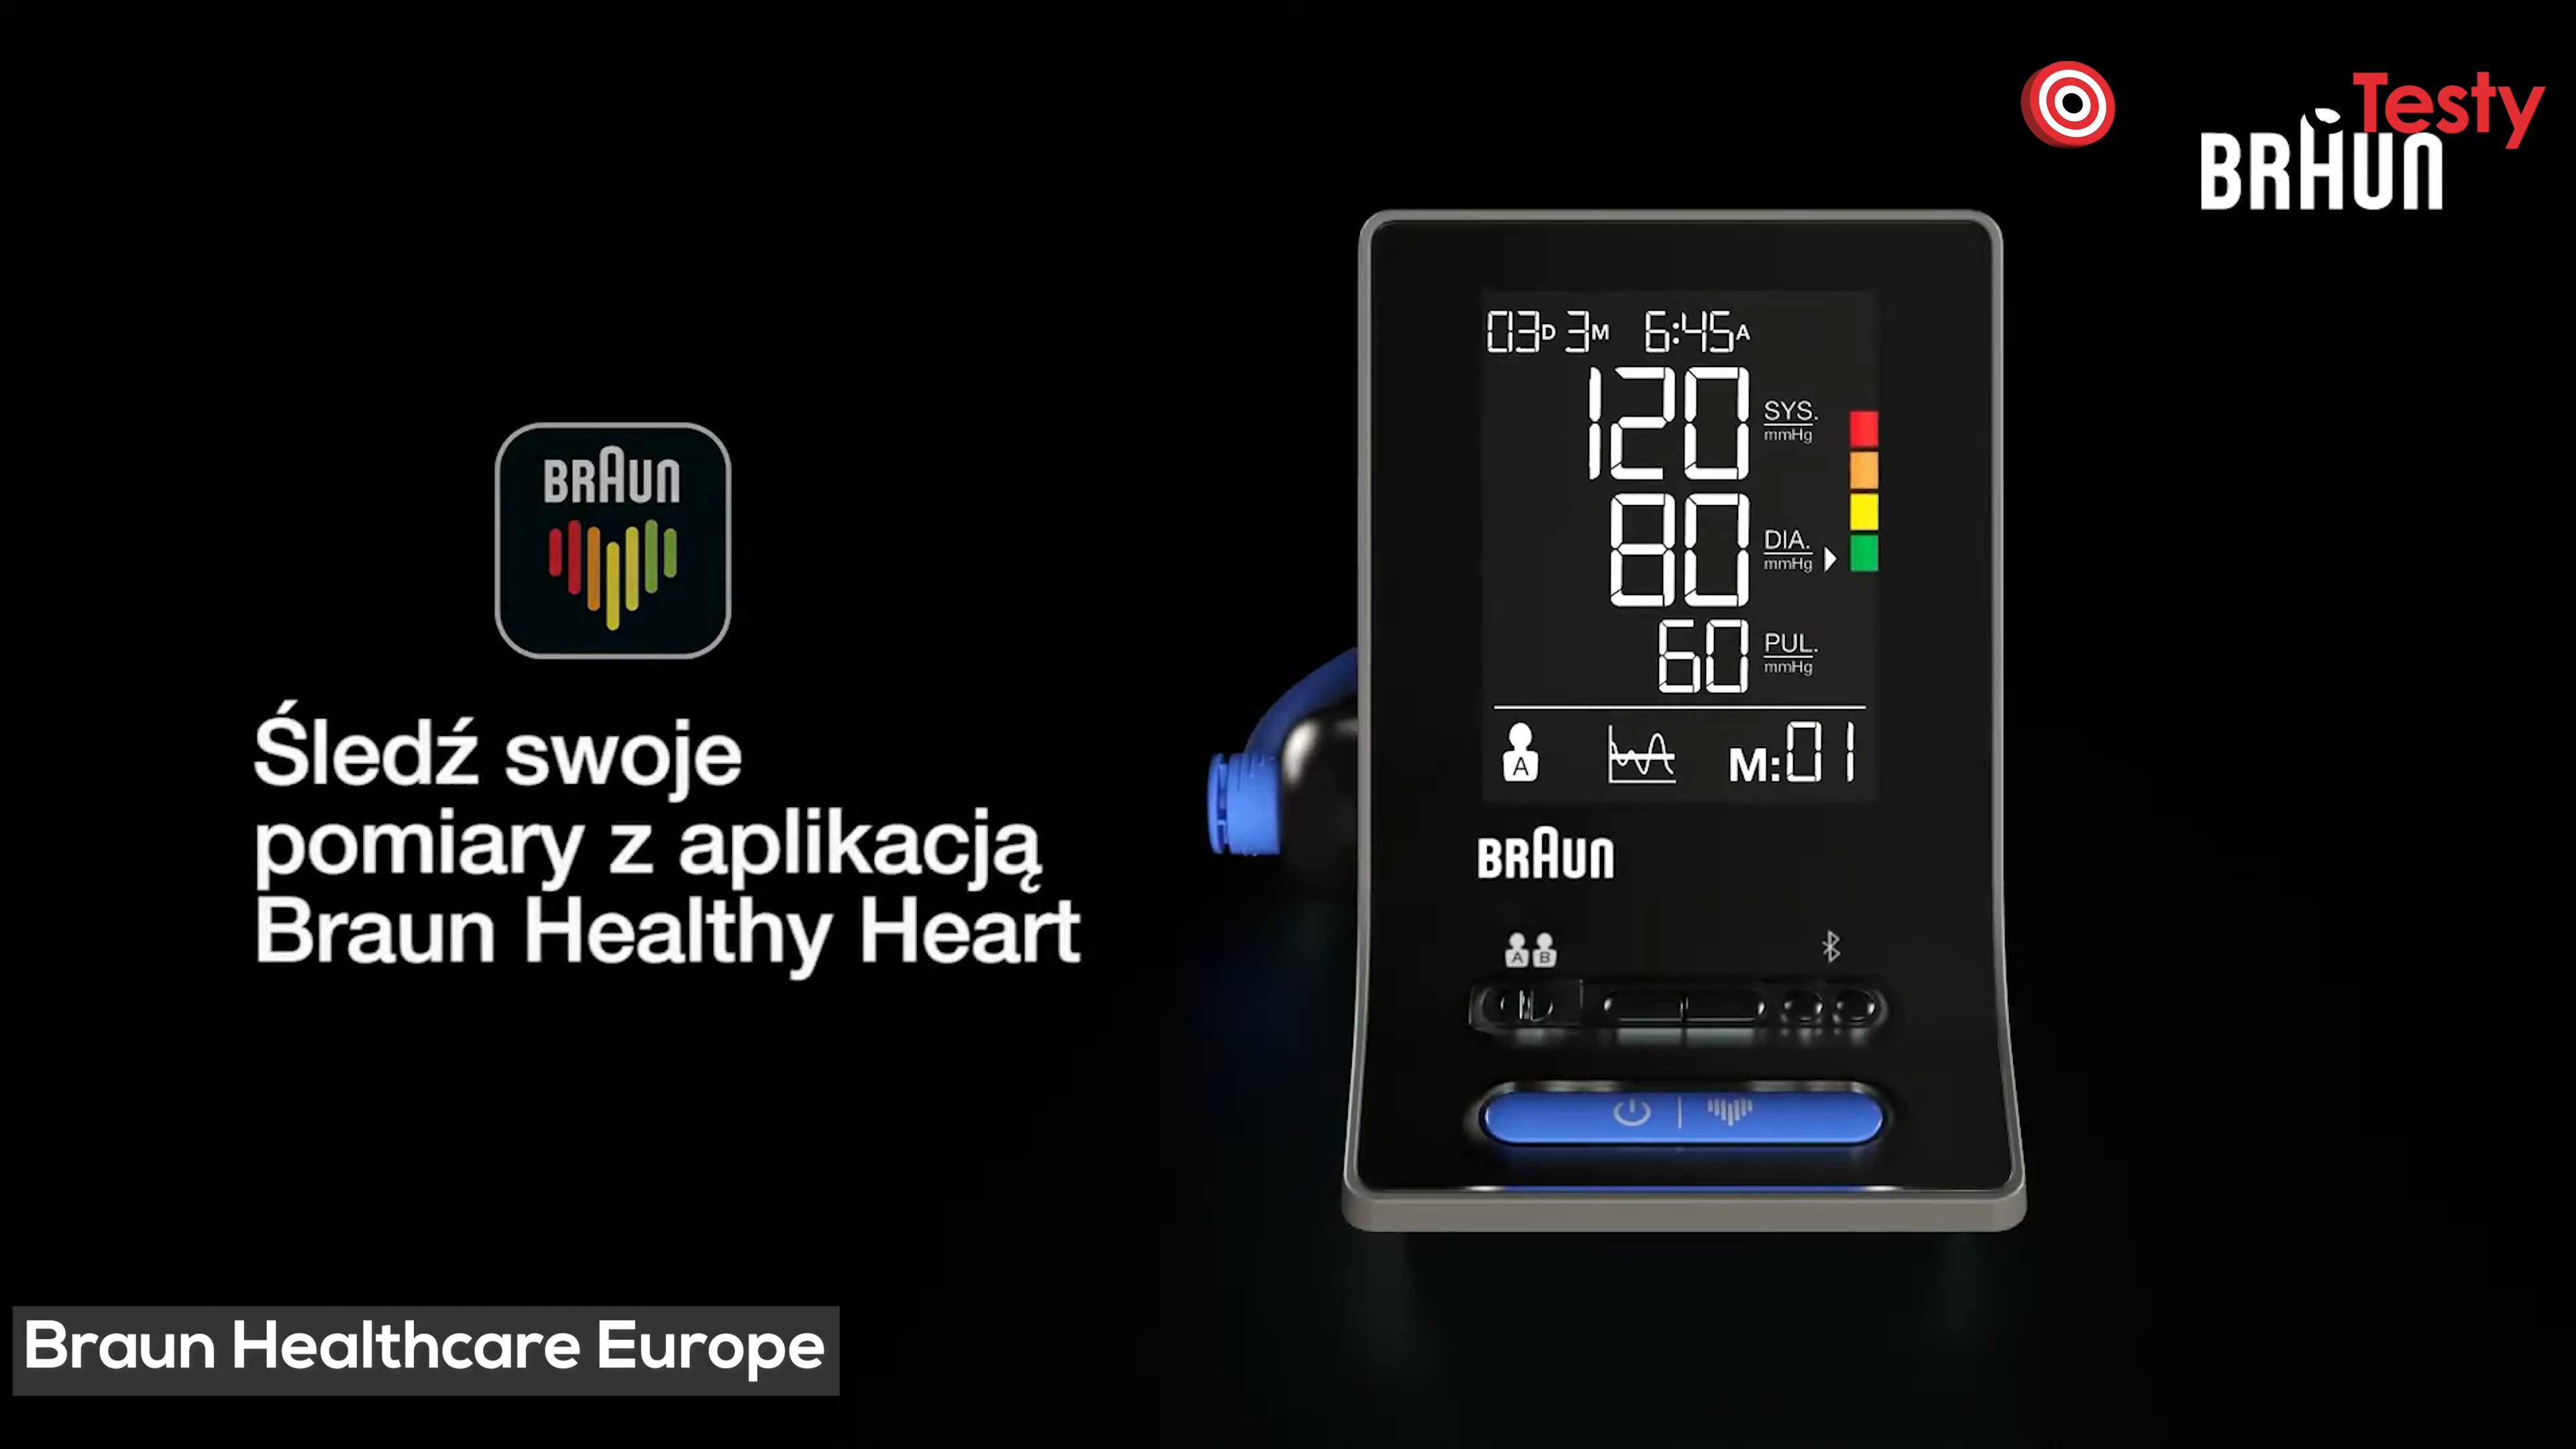 Testy
BRAUN
BRAUN
Śledź swoje
pomiary z aplikacją
Braun Healthy Heart
03D 3M 6:45A
120 SYS.
mmHg
80 DIA.
mmHg
60 PUL.
mmHg
A M:01
BRAUN
A B
Braun Healthcare Europe